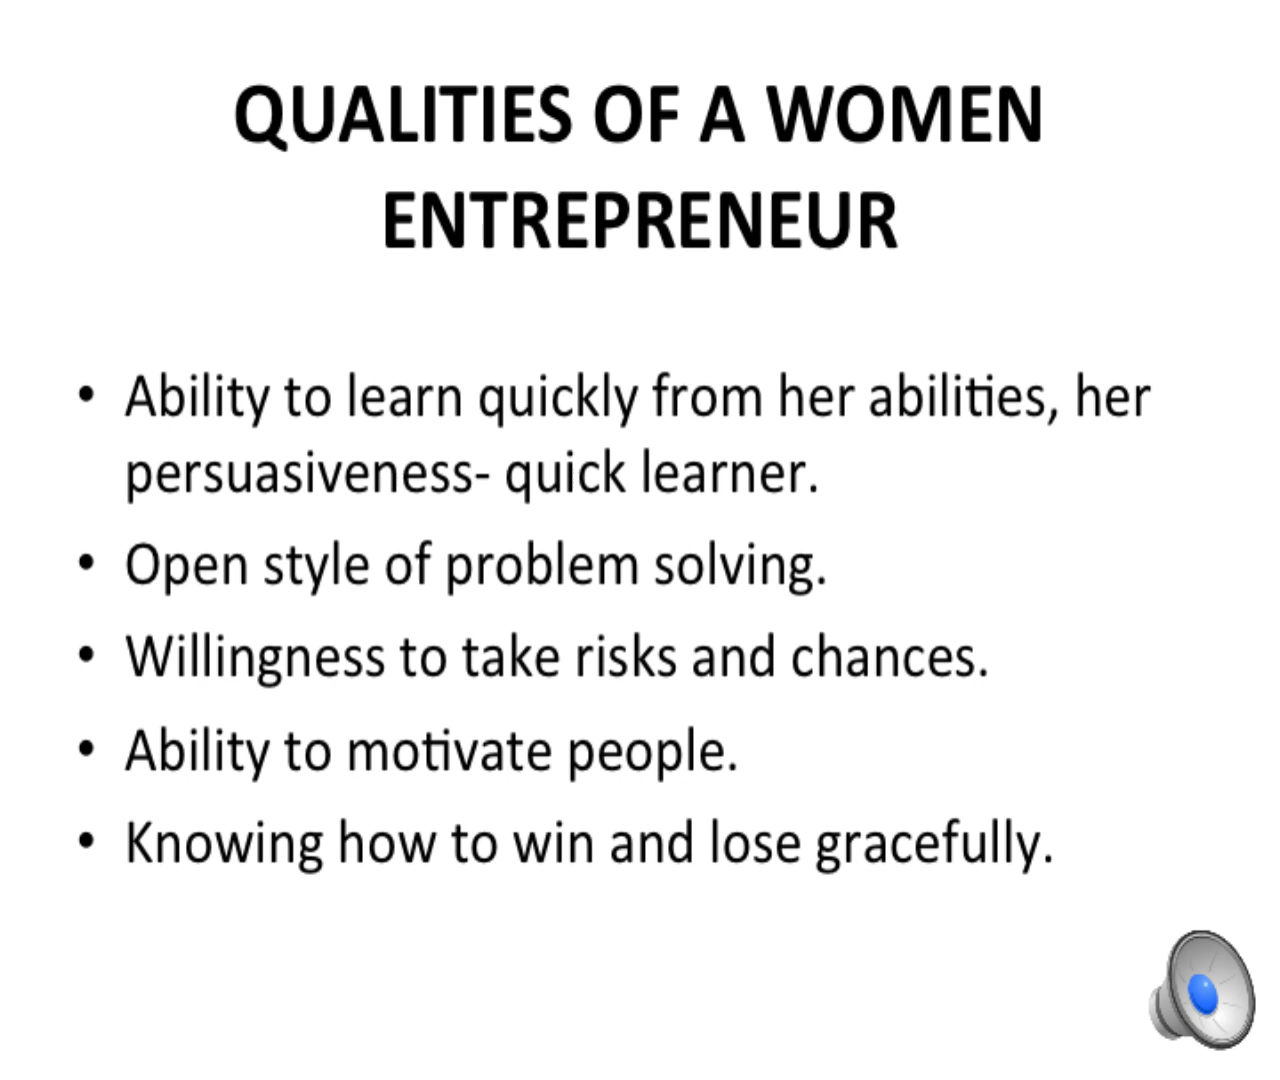 QUALITIES OF A WOMEN
ENTREPRENEUR
• Ability to learn quickly from her abilities, her
persuasiveness- quick learner.
• Open style of problem solving.
• Willingness to take risks and chances.
• Ability to motivate people.
• Knowing how to win and lose gracefully.